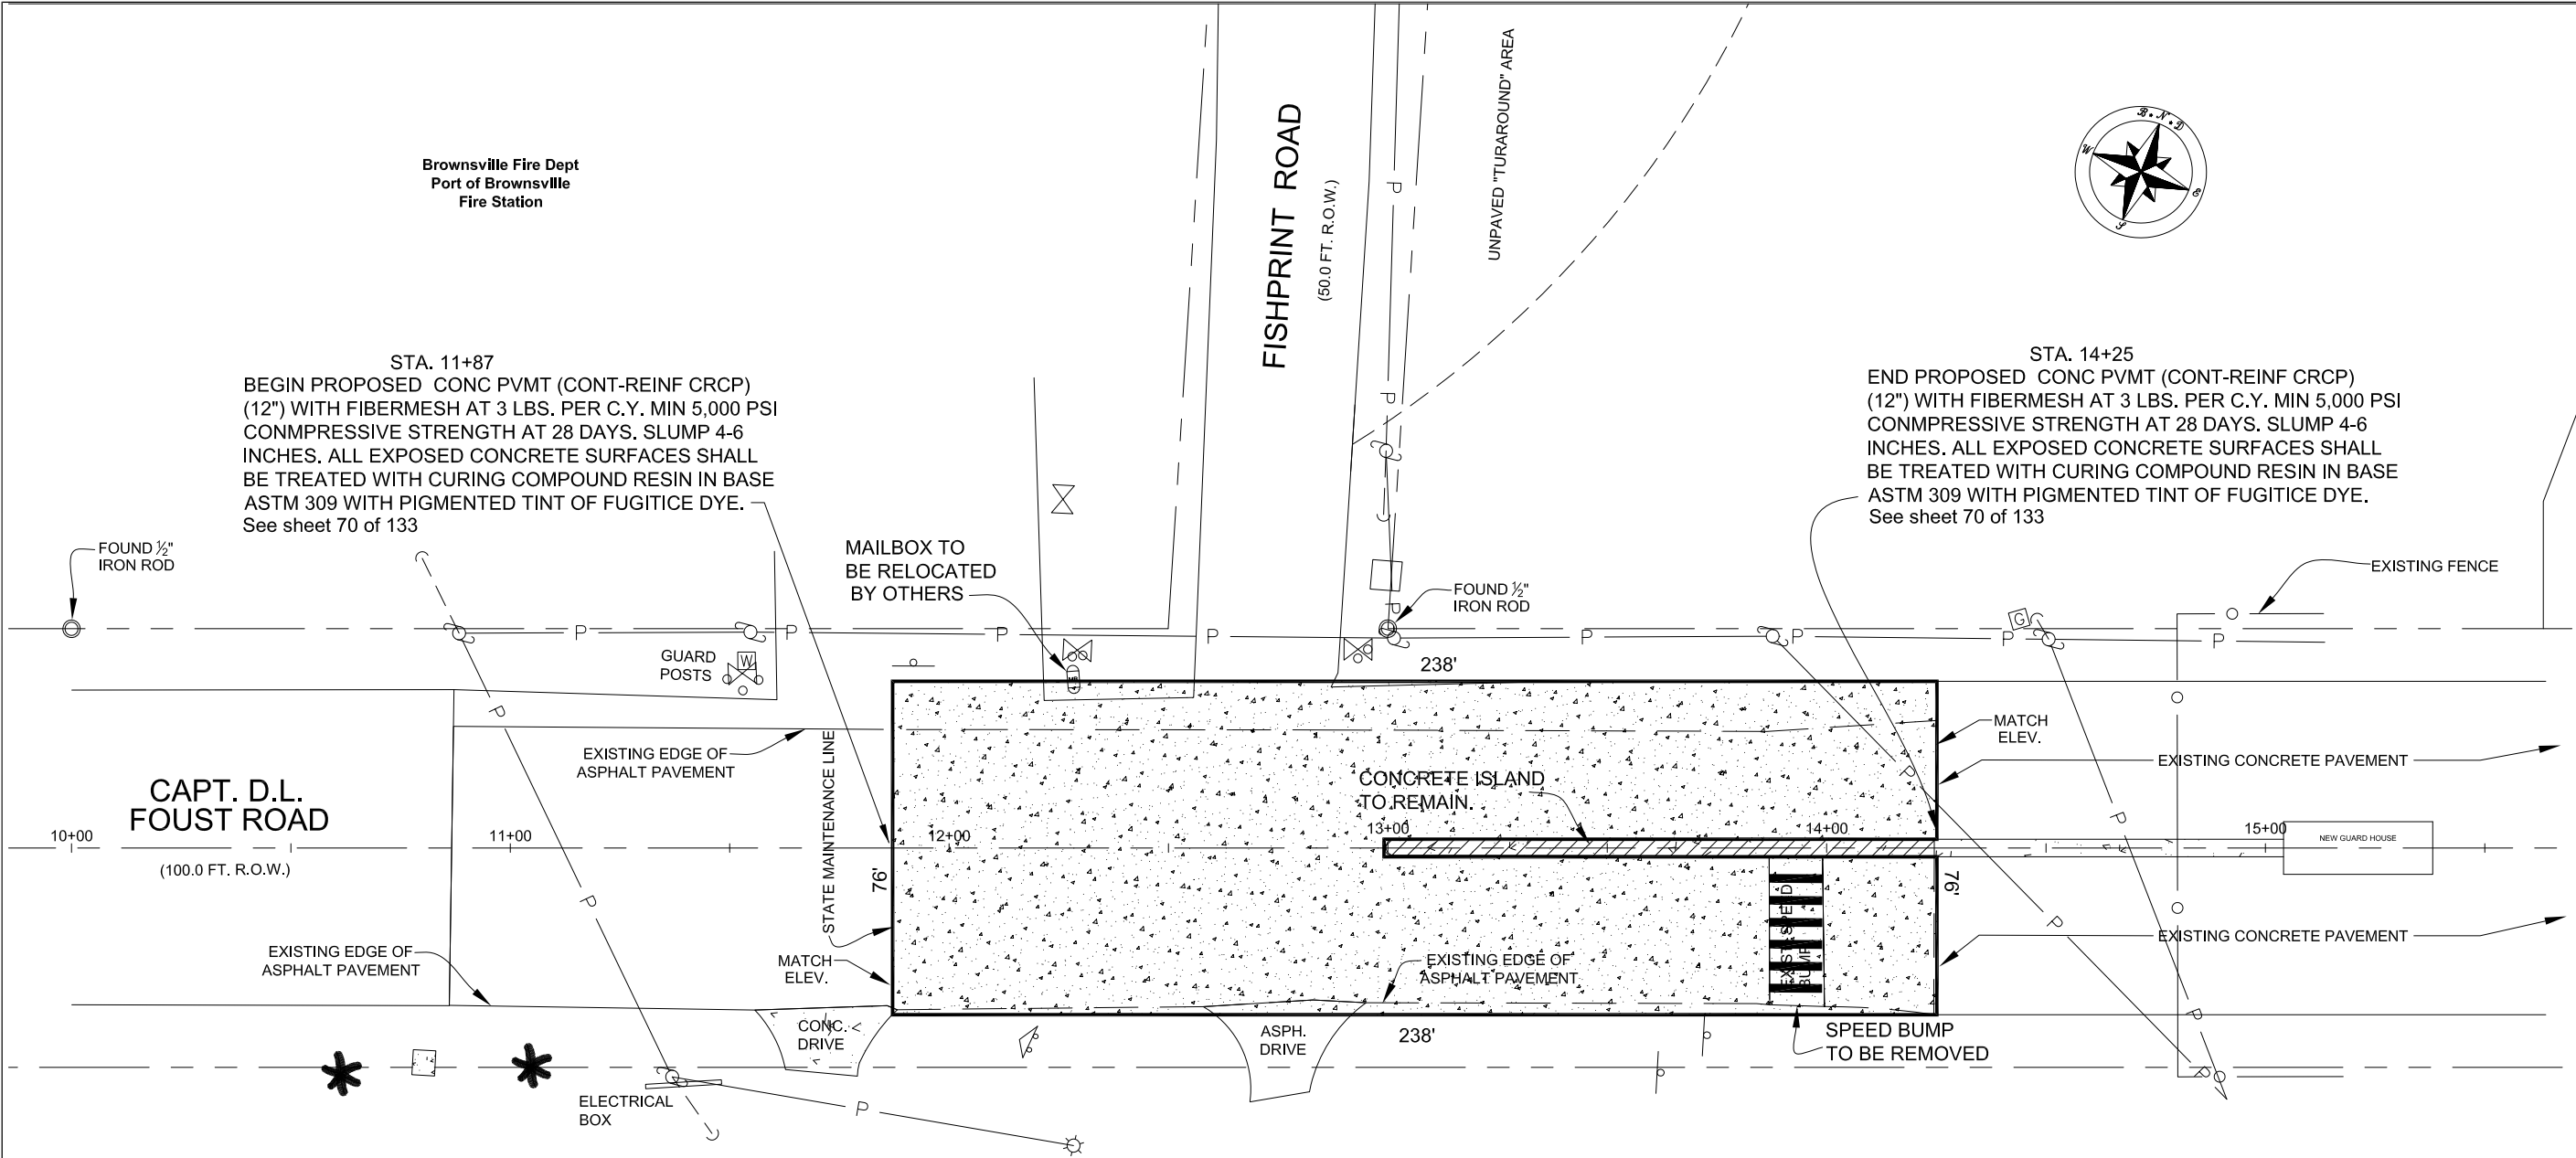 Brownsville Fire Dept
Port of Brownsville
Fire Station
FISHPRINT ROAD
(50.0 FT. R.O.W.)
UNPAVED "TURAROUND" AREA
B.N.D
W
E
S
STA. 11+87
BEGIN PROPOSED CONC PVMT (CONT-REINF CRCP)
(12") WITH FIBERMESH AT 3 LBS. PER C.Y. MIN 5,000 PSI
CONMPRESSIVE STRENGTH AT 28 DAYS. SLUMP 4-6
INCHES. ALL EXPOSED CONCRETE SURFACES SHALL
BE TREATED WITH CURING COMPOUND RESIN IN BASE
ASTM 309 WITH PIGMENTED TINT OF FUGITICE DYE.
See sheet 70 of 133
STA. 14+25
END PROPOSED CONC PVMT (CONT-REINF CRCP)
(12") WITH FIBERMESH AT 3 LBS. PER C.Y. MIN 5,000 PSI
CONMPRESSIVE STRENGTH AT 28 DAYS. SLUMP 4-6
INCHES. ALL EXPOSED CONCRETE SURFACES SHALL
BE TREATED WITH CURING COMPOUND RESIN IN BASE
ASTM 309 WITH PIGMENTED TINT OF FUGITICE DYE.
See sheet 70 of 133
FOUND ½"
IRON ROD
MAILBOX TO
BE RELOCATED
BY OTHERS
FOUND ½"
IRON ROD
EXISTING FENCE
P
P
P
P
P
P
P
P
P
P
P
P
G
GUARD
POSTS
W
238'
P
P
EXISTING EDGE OF
ASPHALT PAVEMENT
STATE MAINTENANCE LINE
MATCH
ELEV.
EXISTING CONCRETE PAVEMENT
CAPT. D.L.
FOUST ROAD
(100.0 FT. R.O.W.)
CONCRETE ISLAND
TO REMAIN.
10+00
11+00
12+00
13+00
14+00
15+00
NEW GUARD HOUSE
76'
76'
P
P
P
EXIST. SPEED
BUMP
EXISTING EDGE OF
ASPHALT PAVEMENT
MATCH
ELEV.
EXISTING EDGE OF
ASPHALT PAVEMENT
EXISTING CONCRETE PAVEMENT
CONC.
DRIVE
ASPH.
DRIVE
238'
SPEED BUMP
TO BE REMOVED
P
P
ELECTRICAL
BOX
P